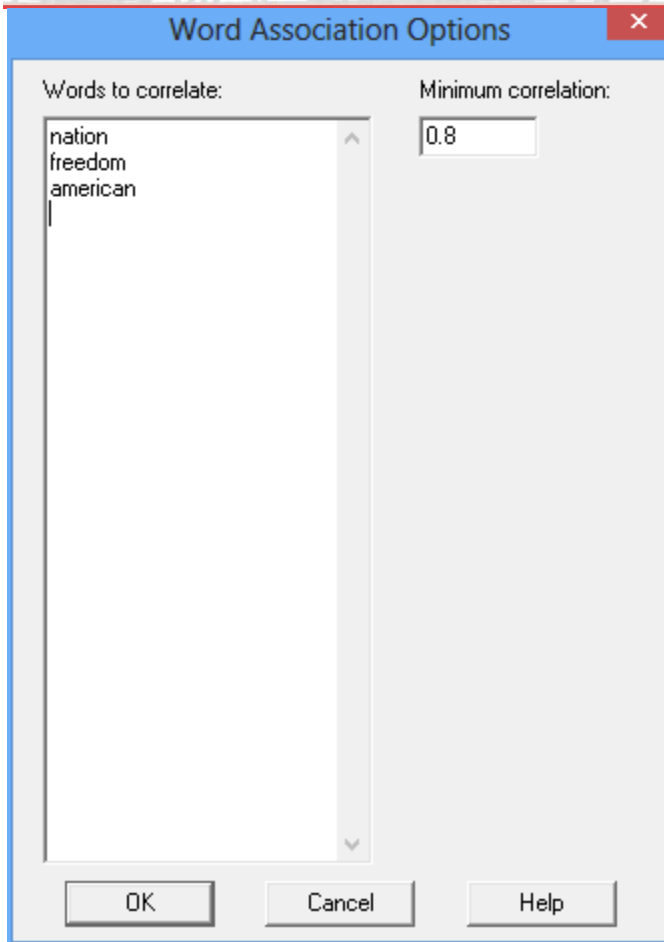 Word Association Options
Words to correlate:
Minimum correlation:
nation
0.8
freedom
american
OK
Cancel
Help